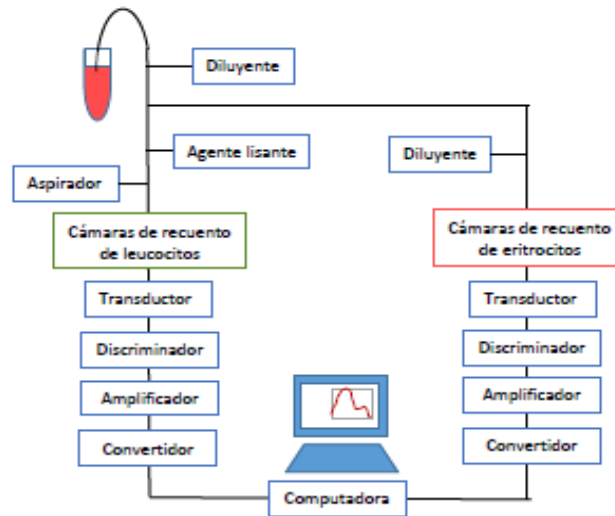 Diluyente
Agente lisante
Diluyente
Aspirador
Cámaras de recuento
de leucocitos
Cámaras de recuento
de eritrocitos
Transductor
Transductor
Discriminador
Discriminador
Amplificador
Amplificador
Convertidor
Convertidor
Computadora